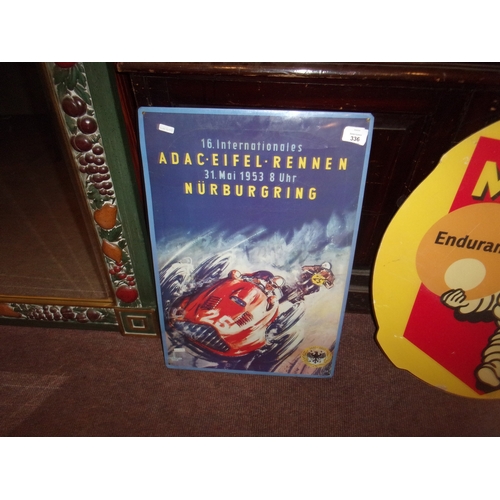 16. Internationales
ADAC·EIFEL·RENNEN
31. Mai 1953 8 Uhr
NÜRBURGRING
336
M
Enduran